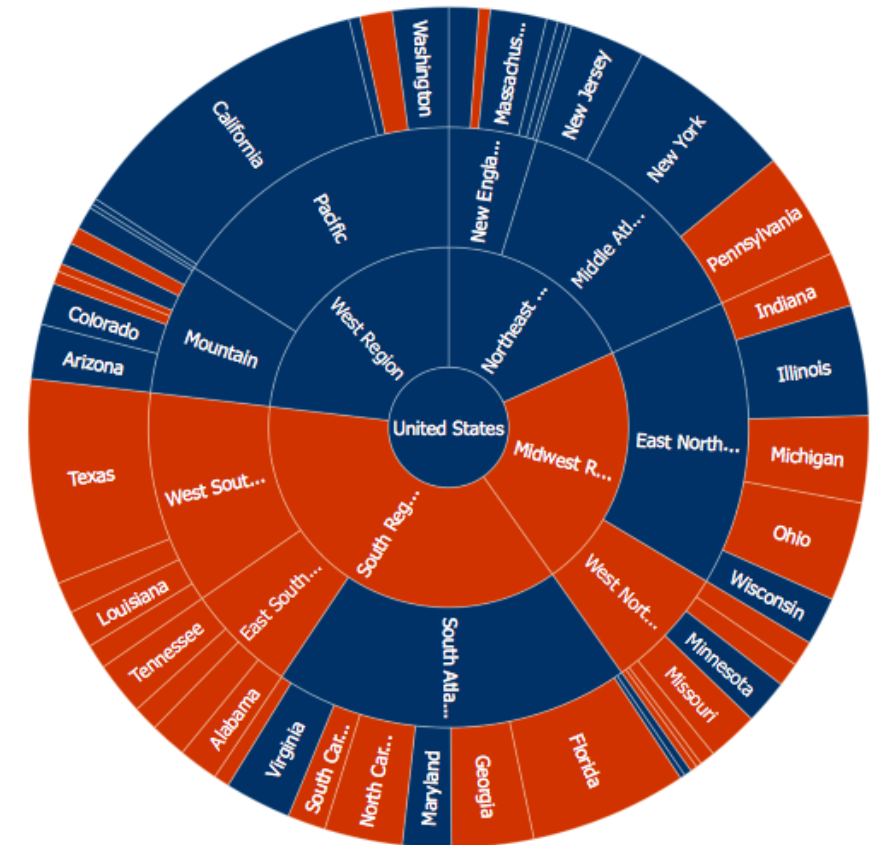 United States
Northeast ...
Midwest R...
South Reg...
West Region
New Engla...
Middle Atl...
East North...
West Nort...
South Atla...
East South...
West Sout...
Mountain
Pacific
Massachus...
New Jersey
New York
Pennsylvania
Indiana
Illinois
Michigan
Ohio
Wisconsin
Minnesota
Missouri
Florida
Georgia
Maryland
North Car...
South Car...
Virginia
Alabama
Tennessee
Louisiana
Texas
Arizona
Colorado
California
Washington